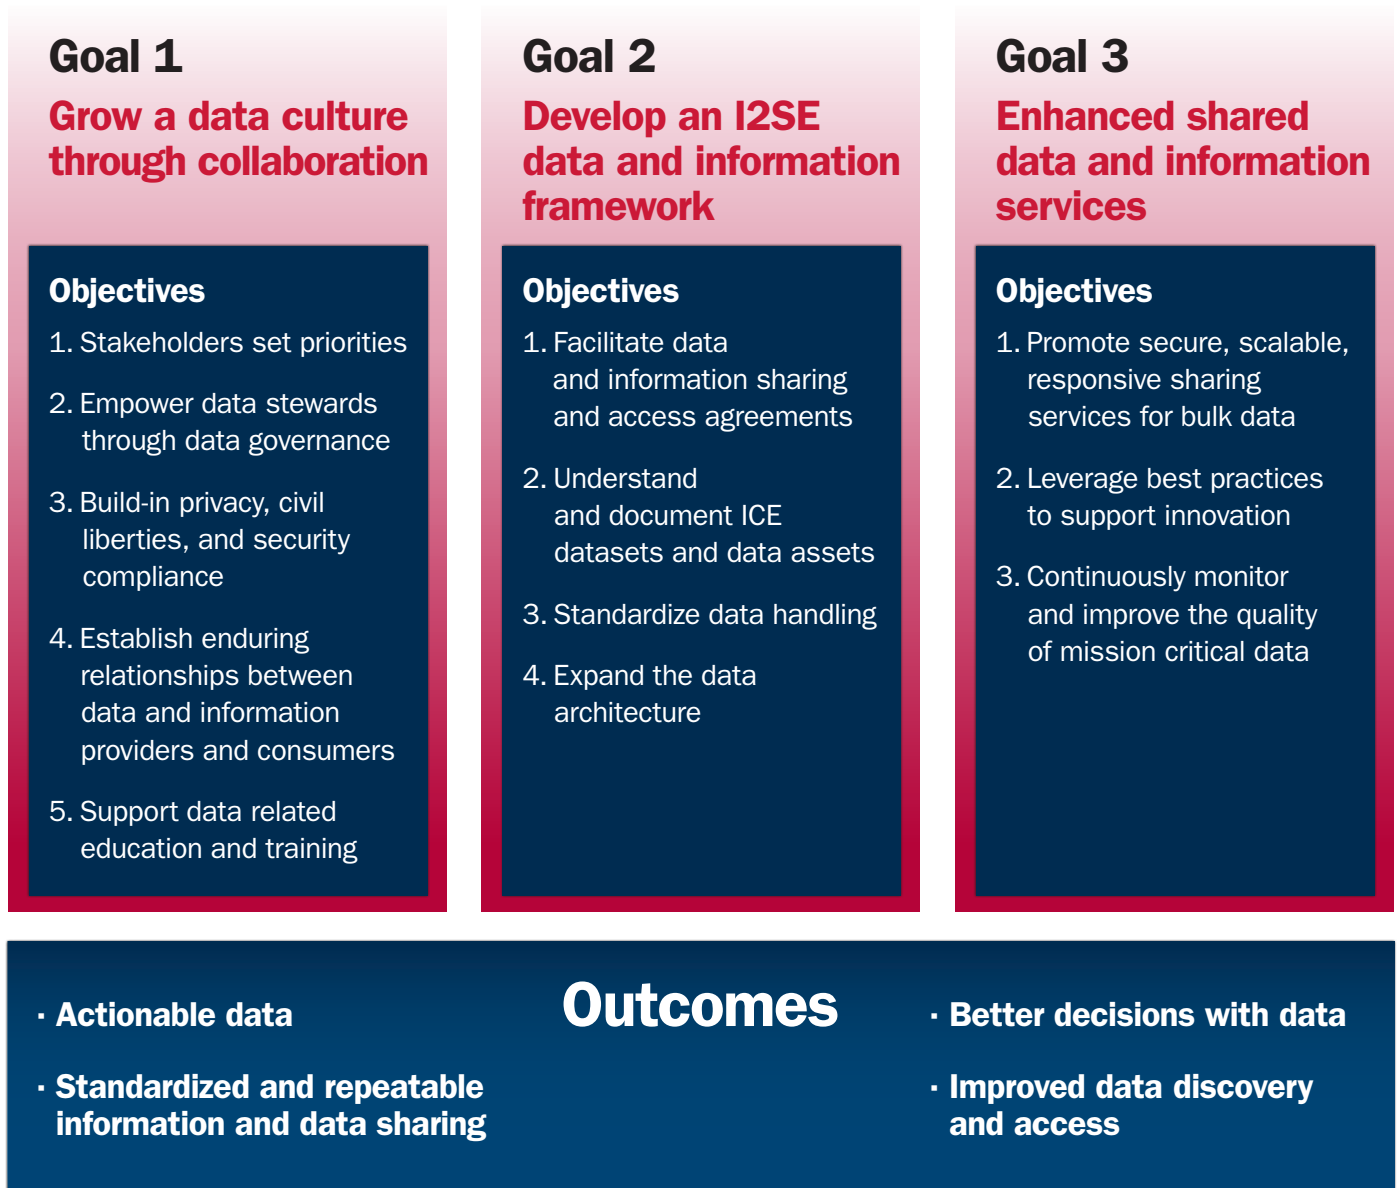 Goal 1
Grow a data culture
through collaboration
Objectives
1. Stakeholders set priorities
2. Empower data stewards
through data governance
3. Build-in privacy, civil
liberties, and security
compliance
4. Establish enduring
relationships between
data and information
providers and consumers
5. Support data related
education and training
Goal 2
Develop an I2SE
data and information
framework
Objectives
1. Facilitate data
and information sharing
and access agreements
2. Understand
and document ICE
datasets and data assets
3. Standardize data handling
4. Expand the data
architecture
Goal 3
Enhanced shared
data and information
services
Objectives
1. Promote secure, scalable,
responsive sharing
services for bulk data
2. Leverage best practices
to support innovation
3. Continuously monitor
and improve the quality
of mission critical data
Outcomes
· Actionable data
· Standardized and repeatable
information and data sharing
· Better decisions with data
· Improved data discovery
and access